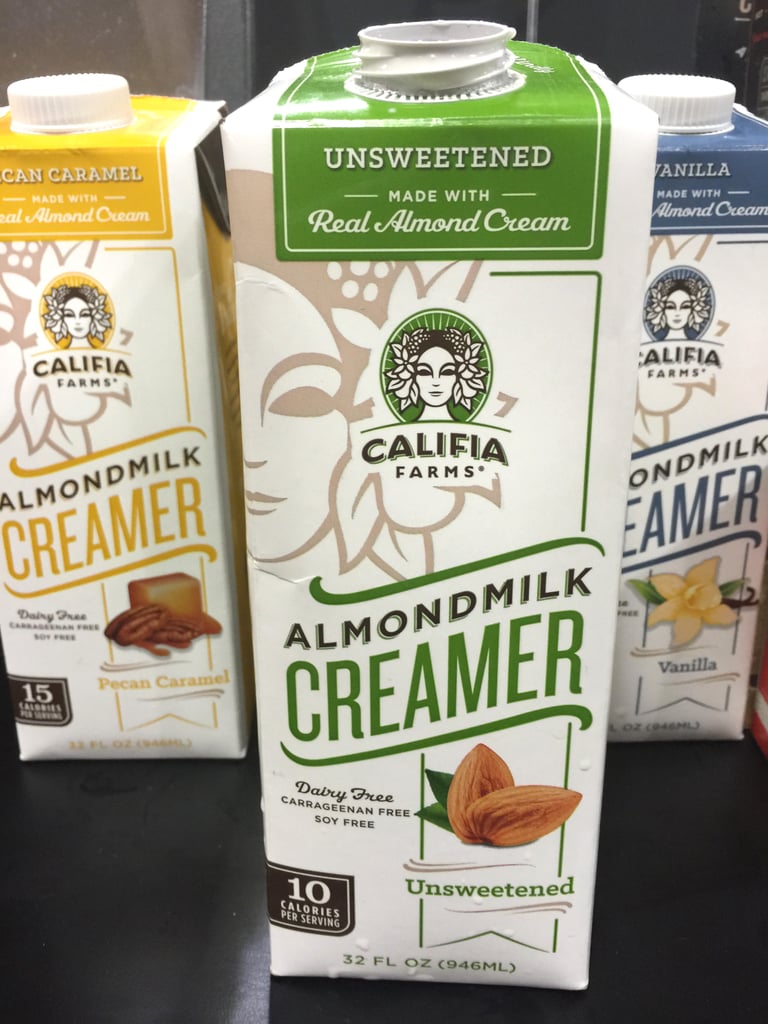 UNSWEETENED
MADE WITH
Real Almond Cream
CALIFIA
FARMS®
ALMONDMILK
CREAMER
Dairy Free
CARRAGEENAN FREE
SOY FREE
10
CALORIES
PER SERVING
Unsweetened
32 FL OZ (946ML)
CARAMEL
MADE WITH
Almond Cream
CALIFIA
FARMS®
ALMONDMILK
CREAMER
Dairy Free
CARRAGEENAN FREE
SOY FREE
15
CALORIES
PER SERVING
Pecan Caramel
32 FL OZ (946ML)
VANILLA
MADE WITH
Almond Cream
CALIFIA
FARMS®
ONDMILK
EAMER
FREE
Vanilla
OZ (946ML)